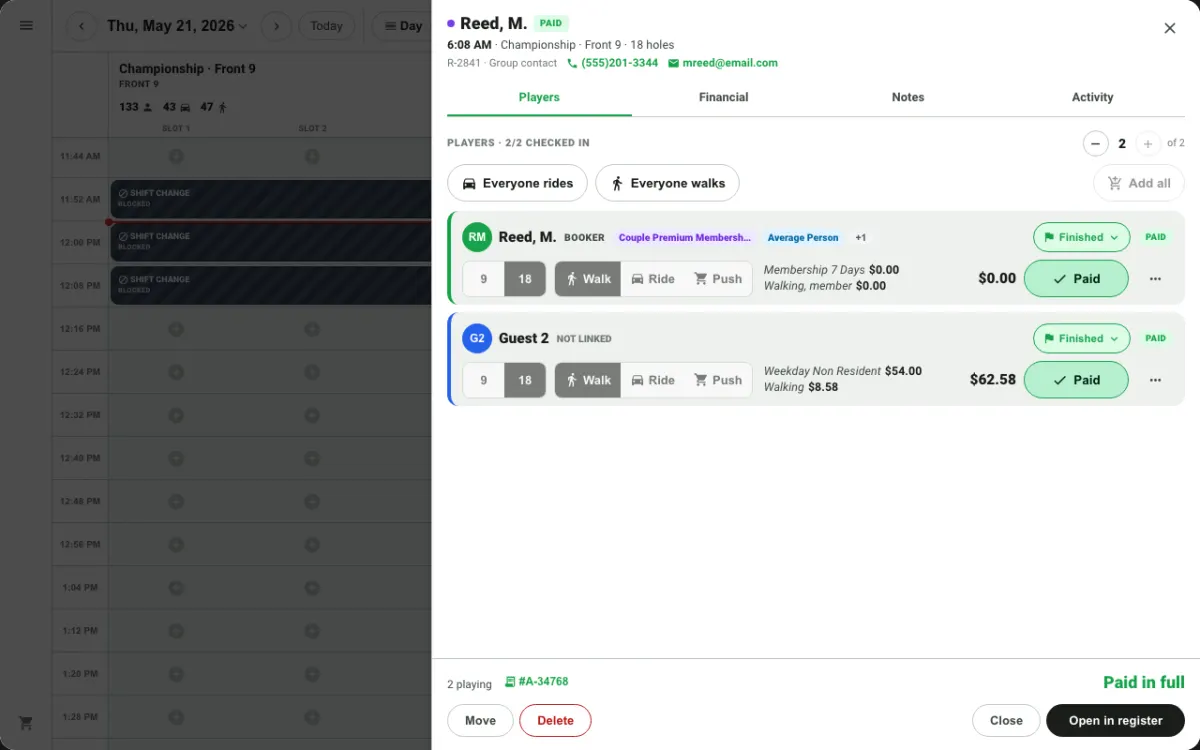 Thu, May 21, 2026
Today
Day
Championship · Front 9
FRONT 9
133 43 47
SLOT 1 SLOT 2
11:44 AM
11:52 AM
SHIFT CHANGE
BLOCKED
12:00 PM
SHIFT CHANGE
BLOCKED
12:08 PM
SHIFT CHANGE
BLOCKED
12:16 PM
12:24 PM
12:32 PM
12:40 PM
12:48 PM
12:56 PM
1:04 PM
1:12 PM
1:20 PM
1:28 PM
Reed, M. PAID
6:08 AM · Championship · Front 9 · 18 holes
R-2841 · Group contact (555)201-3344 mreed@email.com
Players Financial Notes Activity
PLAYERS · 2/2 CHECKED IN
− 2 + of 2
Everyone rides Everyone walks Add all
RM Reed, M. BOOKER Couple Premium Membersh... Average Person +1 Finished PAID
9 18 Walk Ride Push
Membership 7 Days $0.00
Walking, member $0.00
$0.00 Paid ...
G2 Guest 2 NOT LINKED Finished PAID
9 18 Walk Ride Push
Weekday Non Resident $54.00
Walking $8.58
$62.58 Paid ...
2 playing #A-34768 Paid in full
Move Delete Close Open in register